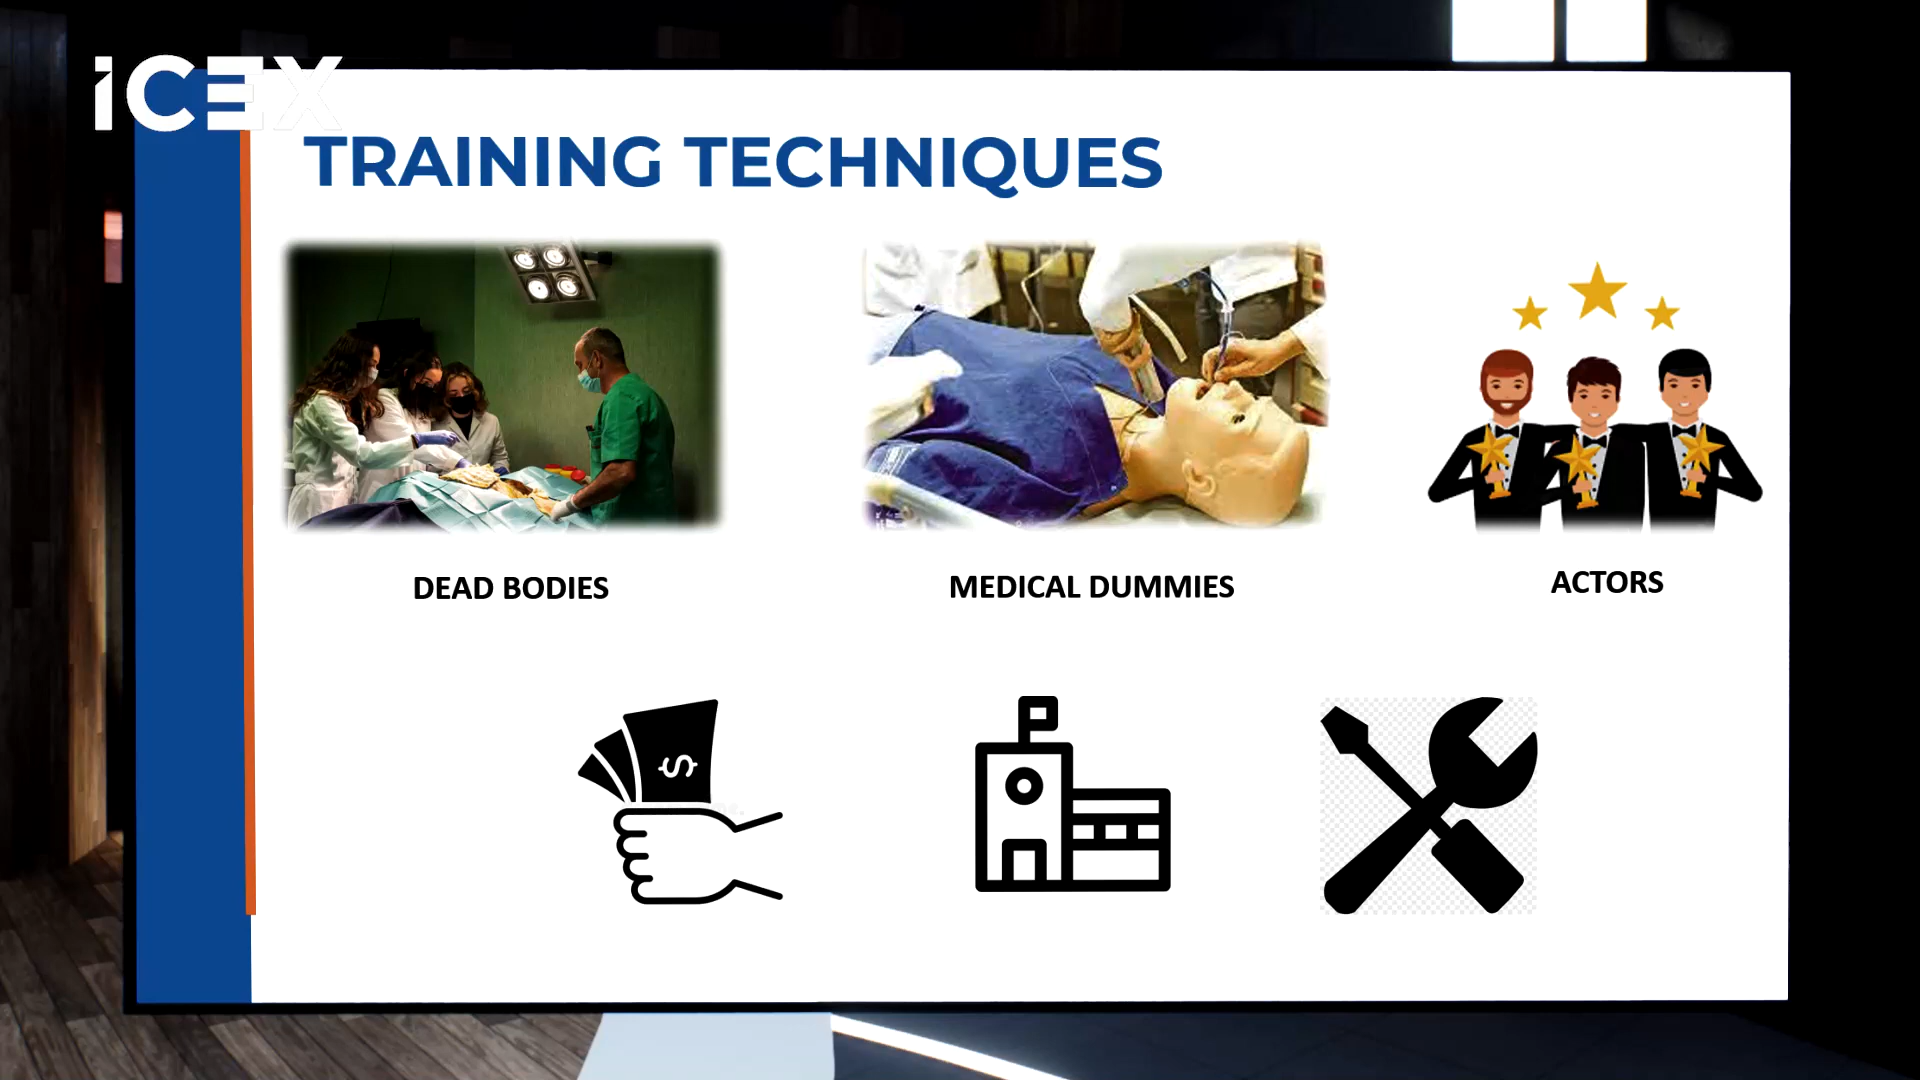 iCEX
TRAINING TECHNIQUES
DEAD BODIES
MEDICAL DUMMIES
ACTORS
$